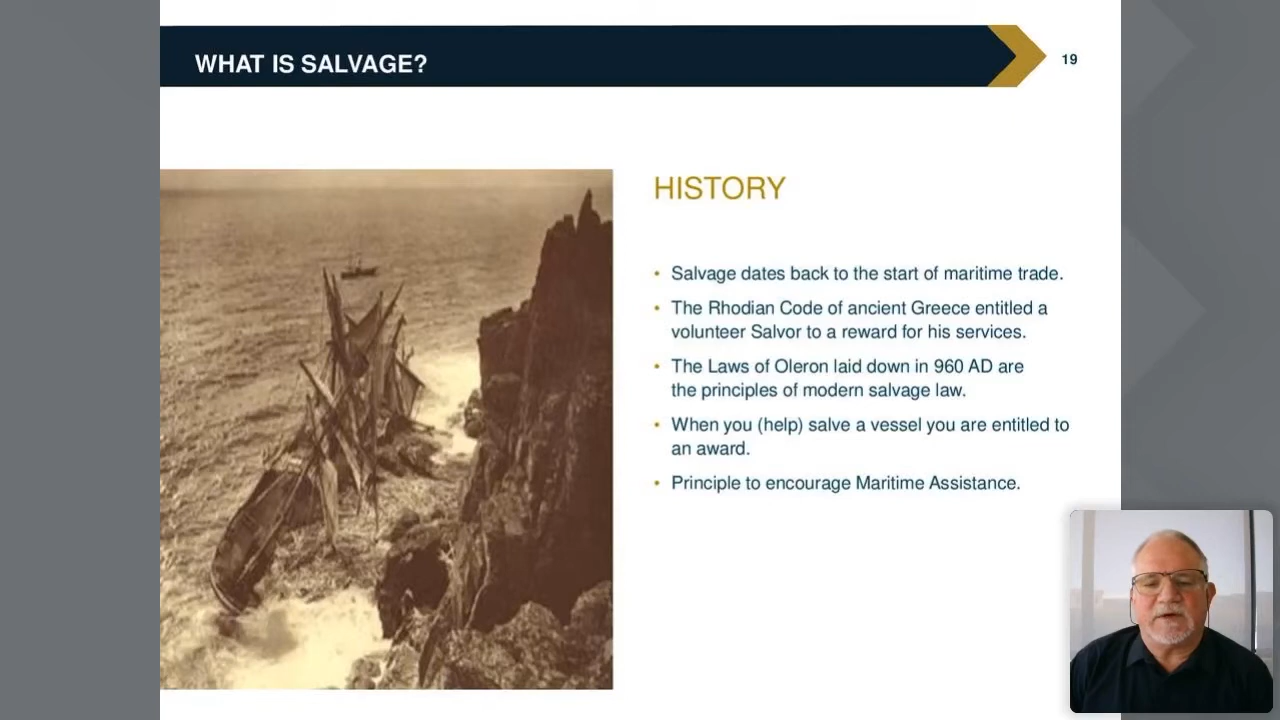 WHAT IS SALVAGE?
19
HISTORY
• Salvage dates back to the start of maritime trade.
• The Rhodian Code of ancient Greece entitled a
volunteer Salvor to a reward for his services.
• The Laws of Oleron laid down in 960 AD are
the principles of modern salvage law.
• When you (help) salve a vessel you are entitled to
an award.
• Principle to encourage Maritime Assistance.